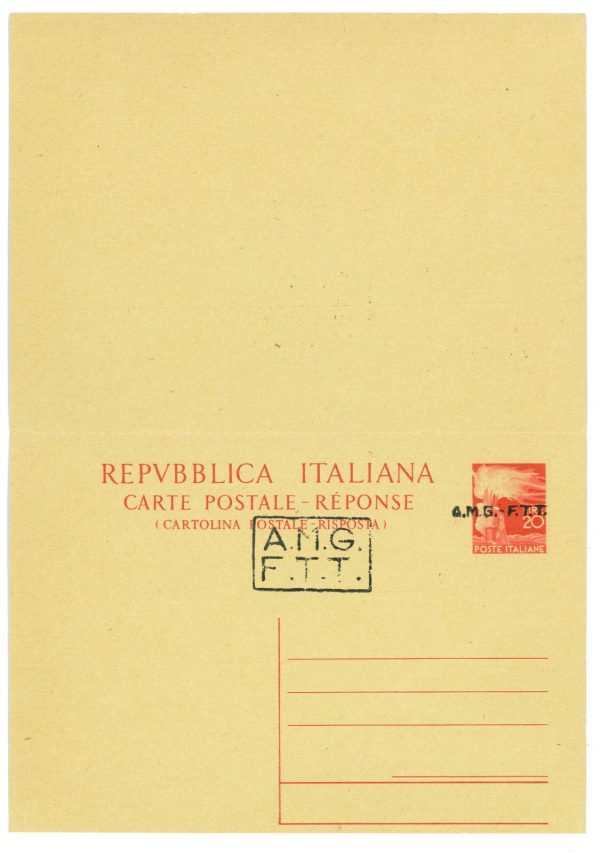 REPVBBLICA ITALIANA
CARTE POSTALE-RÉPONSE
(CARTOLINA POSTALE-RISPOSTA)
A.M.G.
F.T.T.
A.M.G.-F.T.T.
20
POSTE ITALIANE